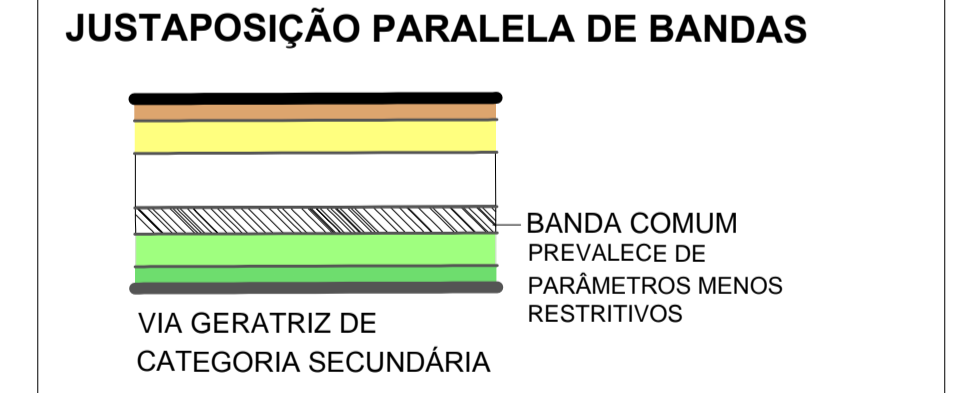 JUSTAPOSIÇÃO PARALELA DE BANDAS
BANDA COMUM
PREVALECE DE
PARÂMETROS MENOS
RESTRITIVOS
VIA GERATRIZ DE
CATEGORIA SECUNDÁRIA